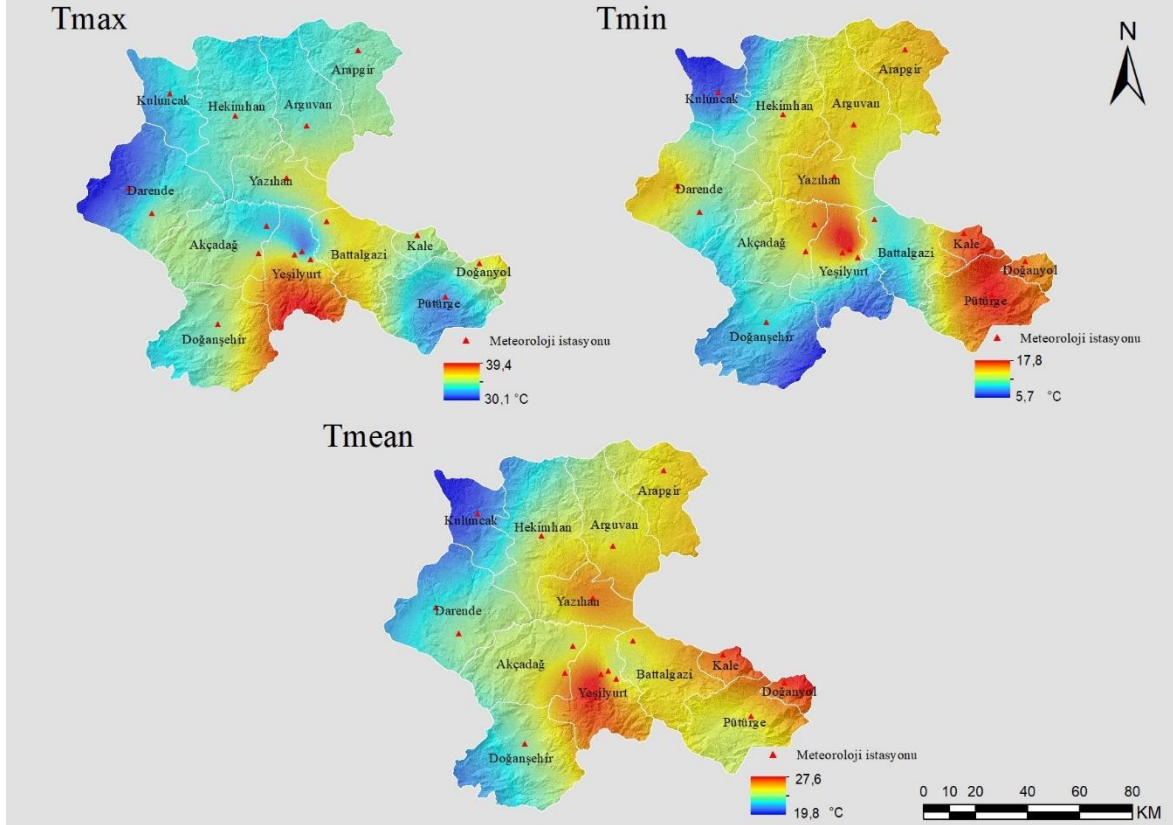 Tmax
Arapgir
Kuluncak
Hekimhan
Arguvan
Darende
Yazıhan
Akçadağ
Battalgazi
Kale
Yeşilyurt
Doğanyol
Pütürge
Doğanşehir
Meteoroloji istasyonu
39,4
30,1 °C
Tmin
N
Arapgir
Kuluncak
Hekimhan
Arguvan
Darende
Yazıhan
Akçadağ
Battalgazi
Kale
Yeşilyurt
Doğanyol
Pütürge
Doğanşehir
Meteoroloji istasyonu
17,8
5,7 °C
Tmean
Arapgir
Kuluncak
Hekimhan
Arguvan
Yazıhan
Darende
Akçadağ
Battalgazi
Kale
Yeşilyurt
Doğanyol
Pütürge
Doğanşehir
Meteoroloji istasyonu
27,6
19,8 °C
0 10 20 40 60 80
KM